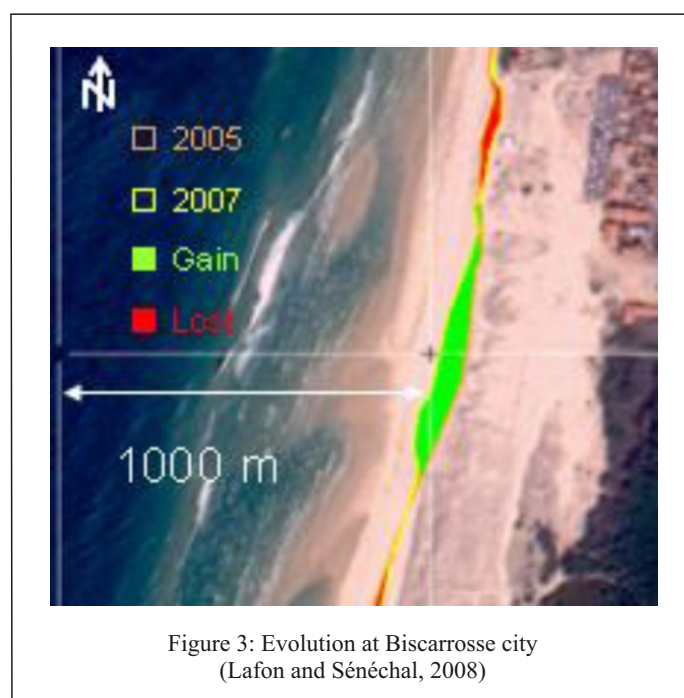 N
2005
2007
Gain
Lost
1000 m
Figure 3: Evolution at Biscarrosse city
(Lafon and Sénéchal, 2008)